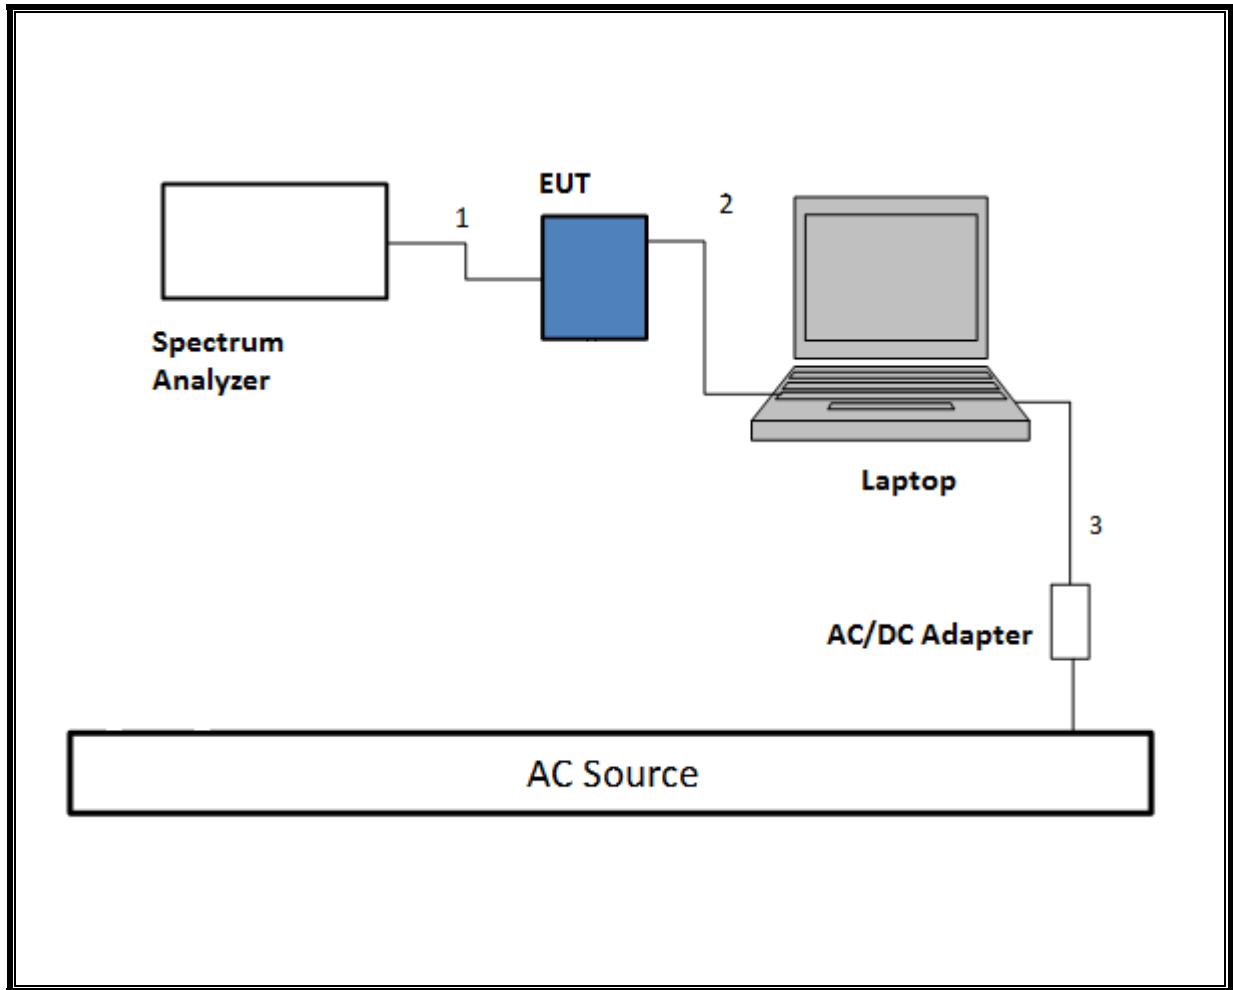 EUT
1
2
Spectrum
Analyzer
Laptop
3
AC/DC Adapter
AC Source